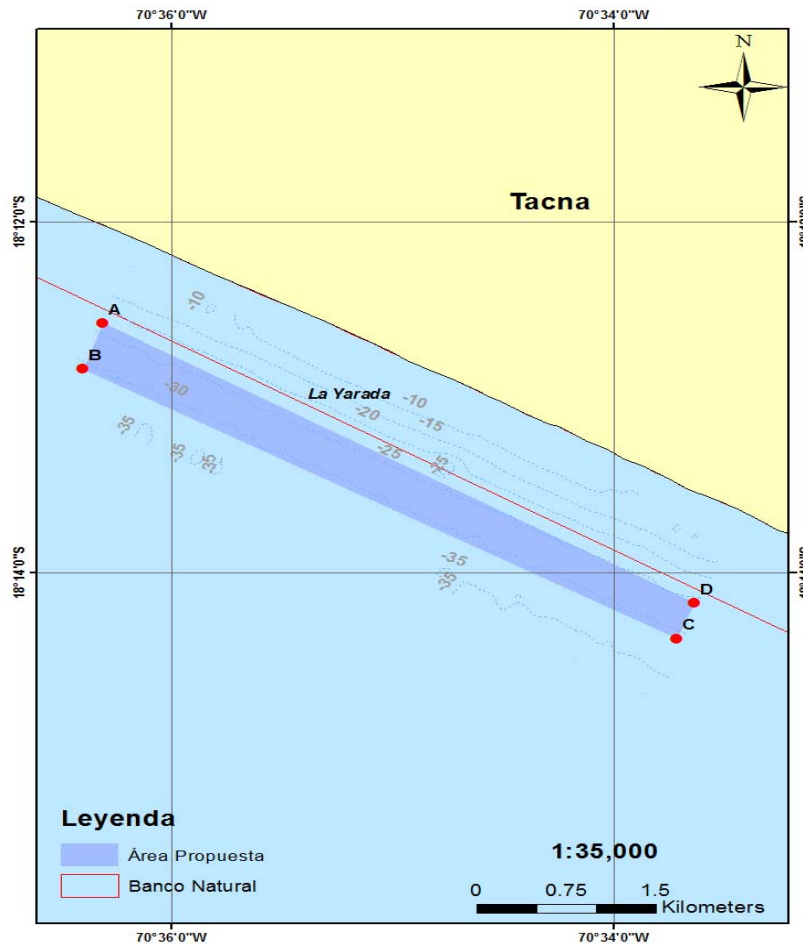 70°36'0"W 70°34'0"W
N
Tacna
18°12'0"S
-10
A
B
-30
La Yarada
-10
-20
-15
-25
-25
-35
-35
-35
-35
18°14'0"S
-35
D
C
Leyenda
Área Propuesta
Banco Natural
1:35,000
0 0.75 1.5
Kilometers
70°36'0"W 70°34'0"W